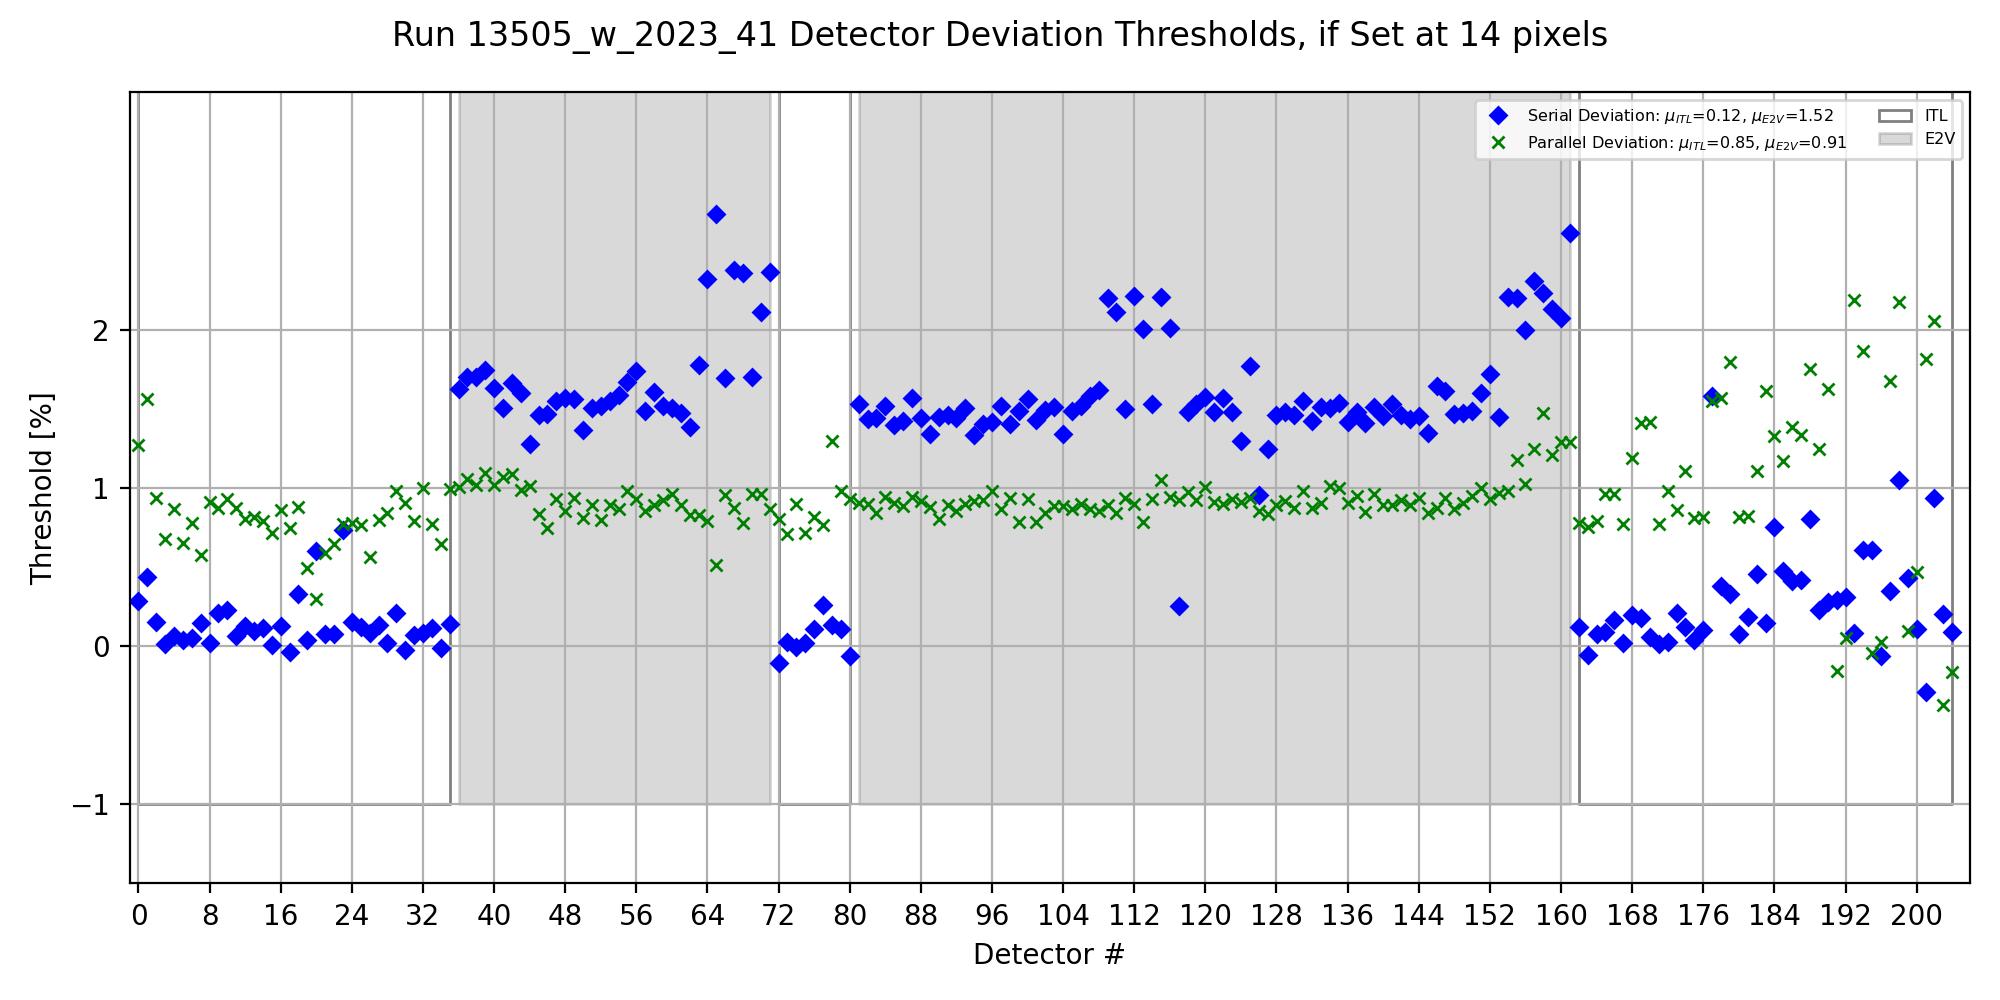 Run 13505_w_2023_41 Detector Deviation Thresholds, if Set at 14 pixels
Serial Deviation: μITL=0.12, μE2V=1.52
Parallel Deviation: μITL=0.85, μE2V=0.91
ITL
E2V
Threshold [%]
2
1
0
−1
0 8 16 24 32 40 48 56 64 72 80 88 96 104 112 120 128 136 144 152 160 168 176 184 192 200
Detector #